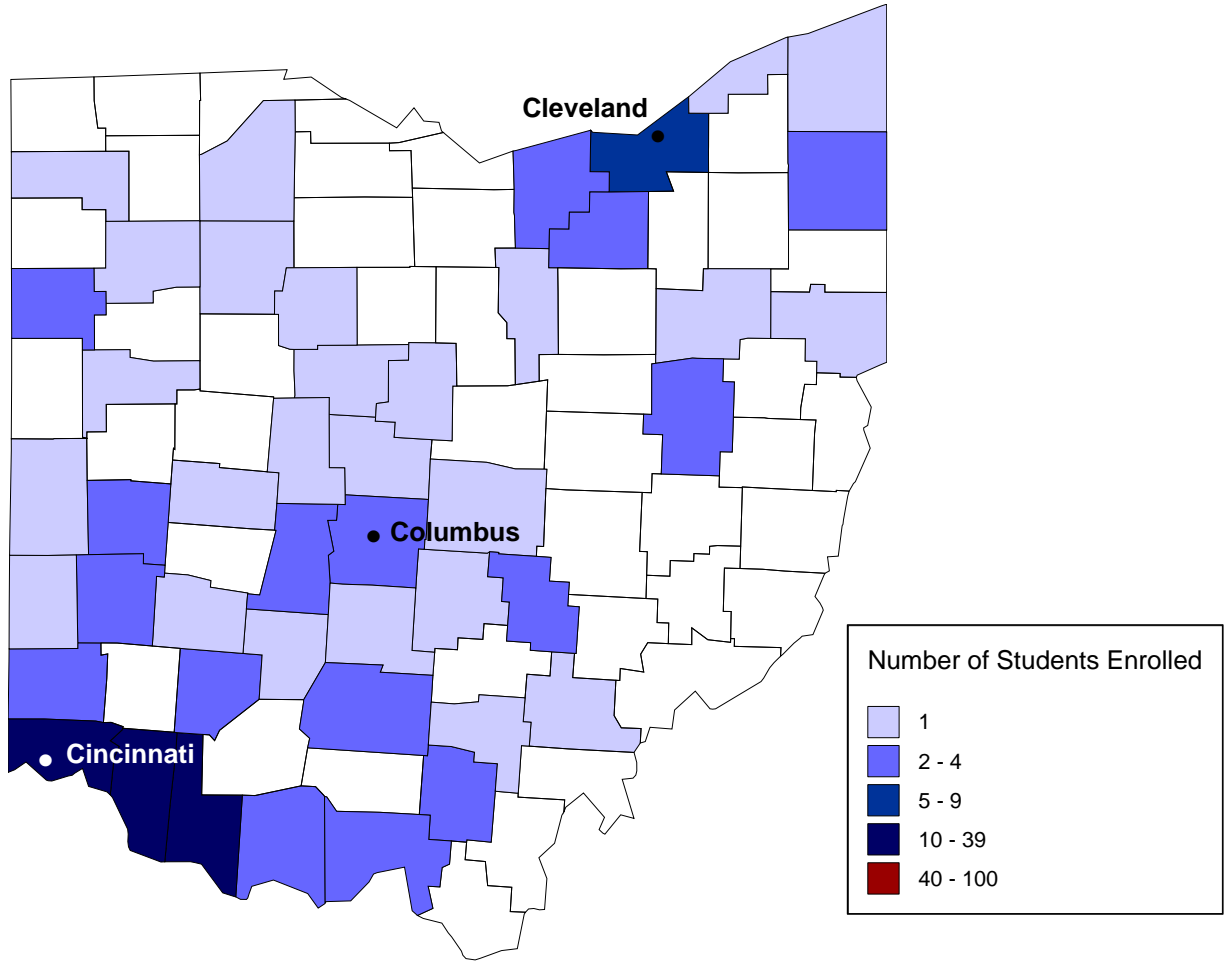 Cleveland
Columbus
Cincinnati
Number of Students Enrolled
1
2 - 4
5 - 9
10 - 39
40 - 100